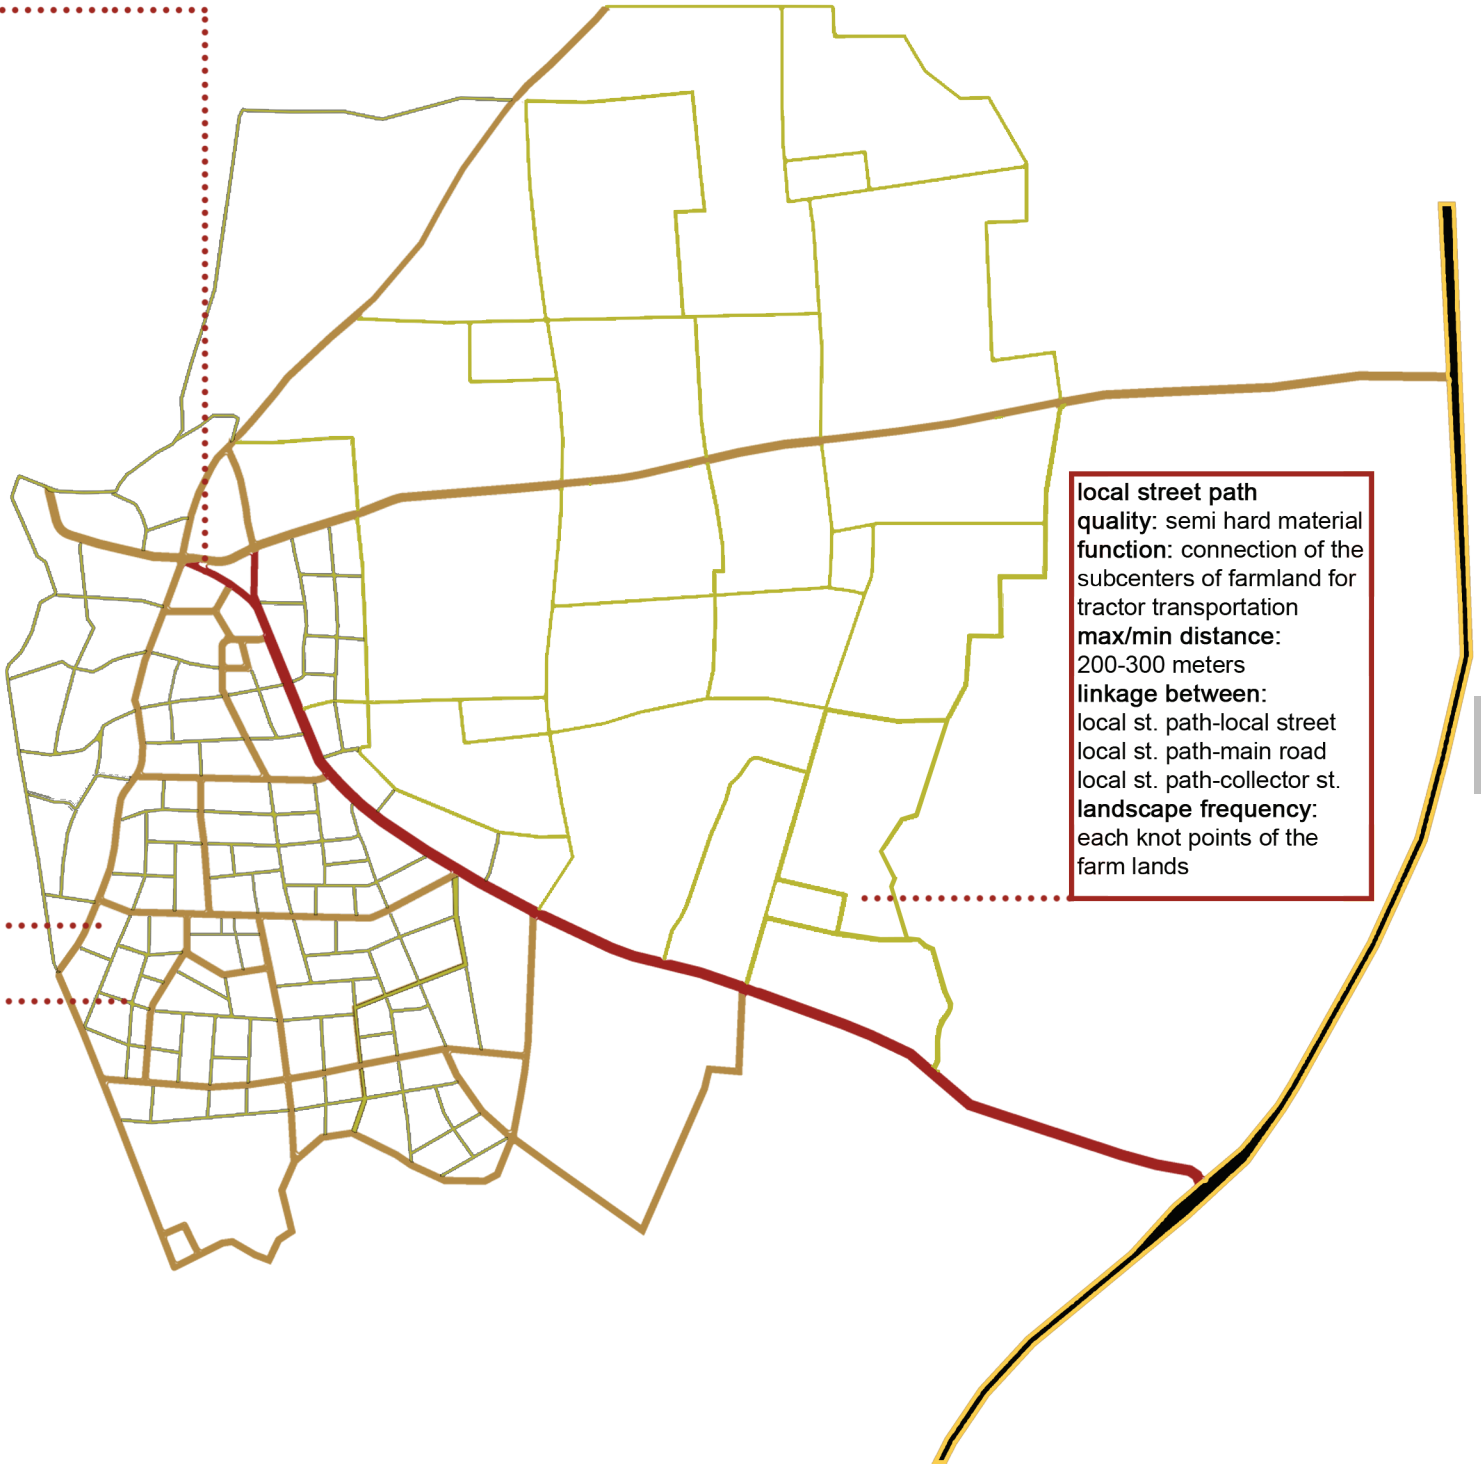 local street path
quality: semi hard material
function: connection of the
subcenters of farmland for
tractor transportation
max/min distance:
200-300 meters
linkage between:
local st. path-local street
local st. path-main road
local st. path-collector st.
landscape frequency:
each knot points of the
farm lands